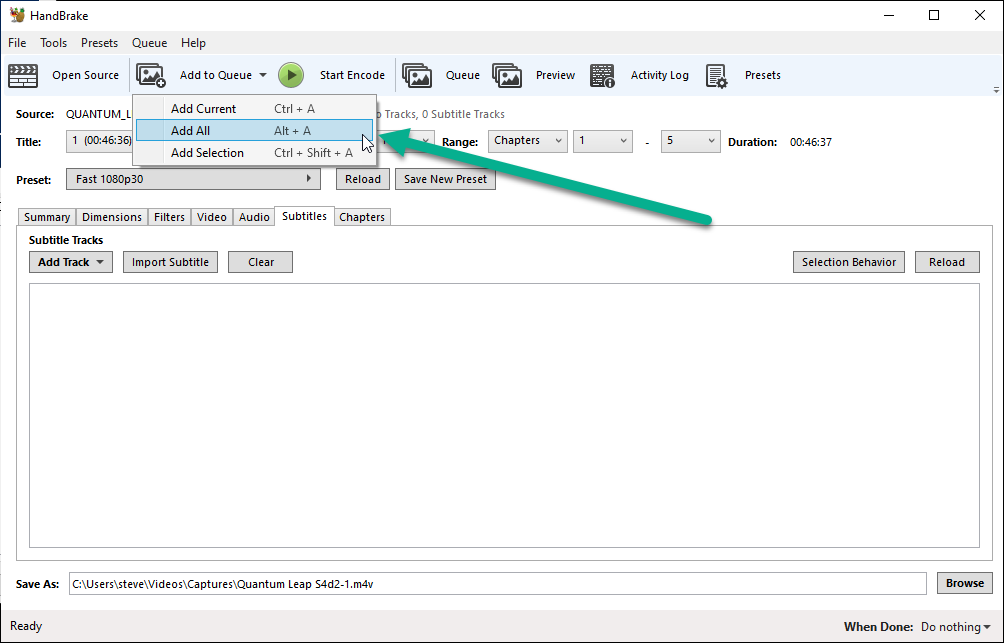 HandBrake
File Tools Presets Queue Help
Open Source Add to Queue Start Encode Queue Preview Activity Log Presets
Add Current Ctrl + A
Add All Alt + A
Add Selection Ctrl + Shift + A
Source: QUANTUM_L Tracks, 0 Subtitle Tracks
Title: 1 (00:46:36) Range: Chapters 1 - 5 Duration: 00:46:37
Preset: Fast 1080p30 Reload Save New Preset
Summary Dimensions Filters Video Audio Subtitles Chapters
Subtitle Tracks
Add Track Import Subtitle Clear Selection Behavior Reload
Save As: C:\Users\steve\Videos\Captures\Quantum Leap S4d2-1.m4v Browse
Ready When Done: Do nothing